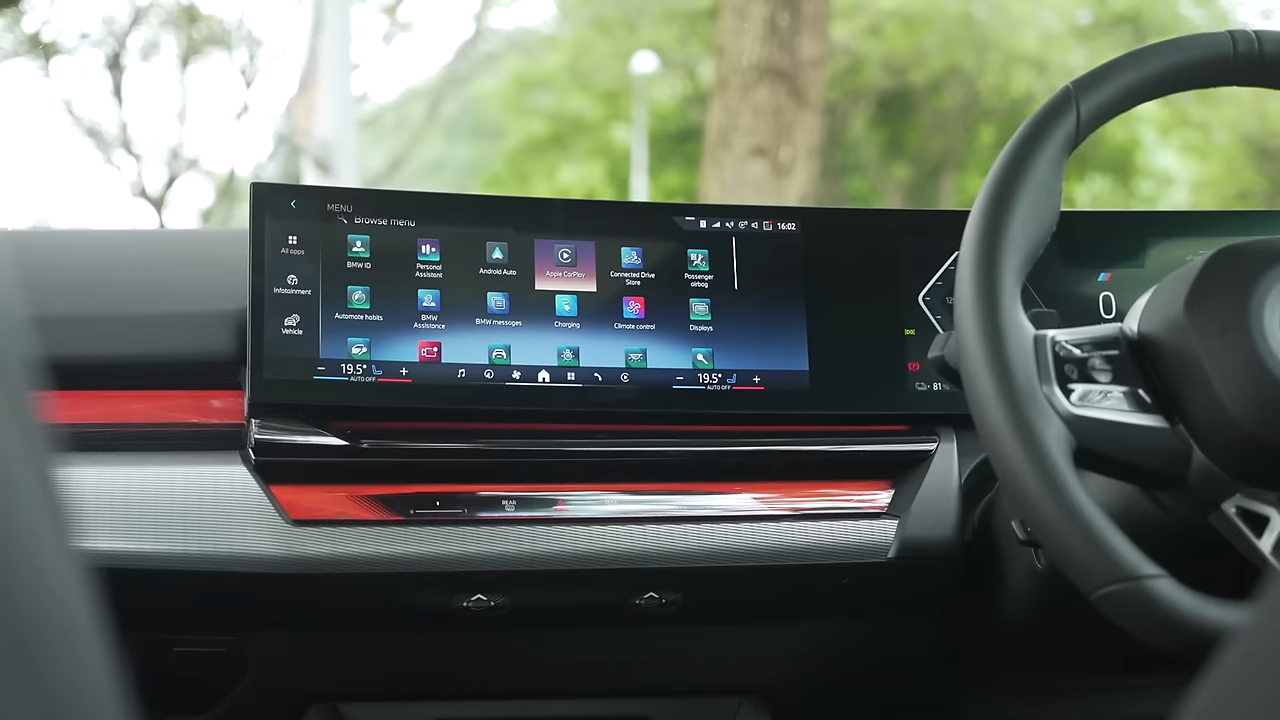 MENU
Browse menu
16:02
All apps
Infotainment
Vehicle
BMW ID
Personal
Assistant
Android Auto
Apple CarPlay
Connected Drive
Store
Passenger
airbag
Automate habits
BMW
Assistance
BMW messages
Charging
Climate control
Displays
19.5°
AUTO OFF
19.5°
AUTO OFF
0
81
REAR